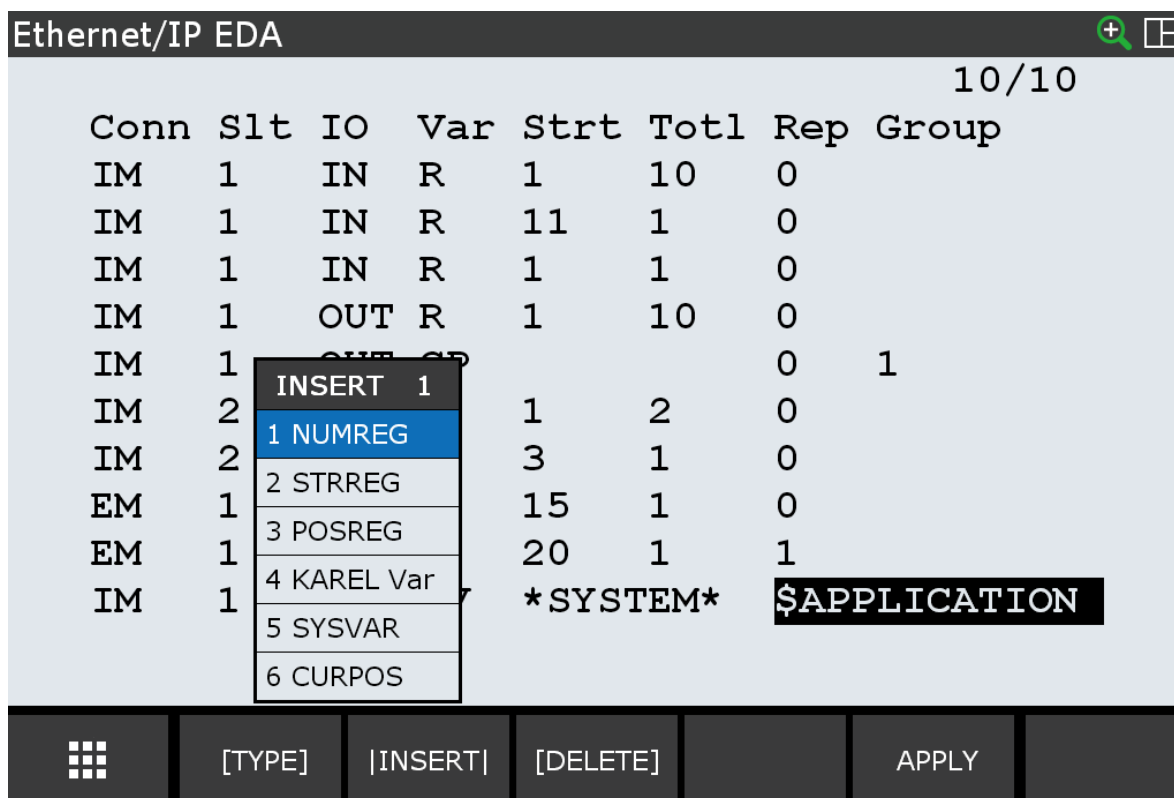 Ethernet/IP EDA
10/10
Conn Slt IO Var Strt Totl Rep Group
IM 1 IN R 1 10 0
IM 1 IN R 11 1 0
IM 1 IN R 1 1 0
IM 1 OUT R 1 10 0
IM 1 0 1
IM 2 1 2 0
IM 2 3 1 0
EM 1 15 1 0
EM 1 20 1 1
IM 1 *SYSTEM* $APPLICATION
INSERT 1
1 NUMREG
2 STRREG
3 POSREG
4 KAREL Var
5 SYSVAR
6 CURPOS
[TYPE] |INSERT| [DELETE] APPLY